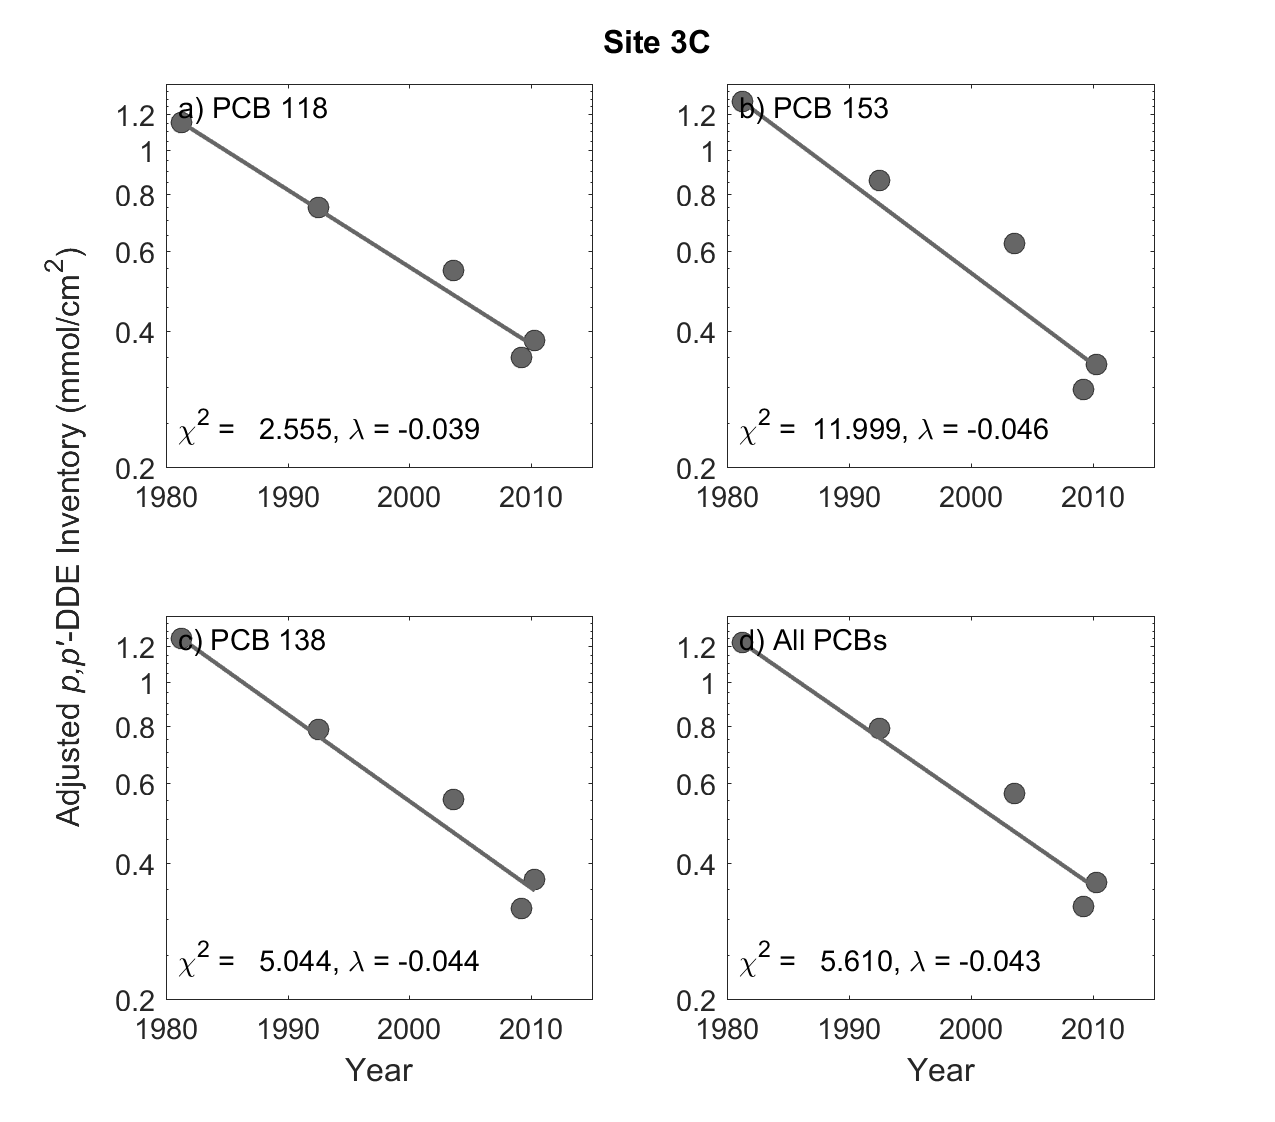 Site 3C
Adjusted p,p′-DDE Inventory (mmol/cm²)
a) PCB 118
1.2
1
0.8
0.6
0.4
0.2
χ² = 2.555, λ = -0.039
1980 1990 2000 2010
b) PCB 153
1.2
1
0.8
0.6
0.4
0.2
χ² = 11.999, λ = -0.046
1980 1990 2000 2010
c) PCB 138
1.2
1
0.8
0.6
0.4
0.2
χ² = 5.044, λ = -0.044
1980 1990 2000 2010
Year
d) All PCBs
1.2
1
0.8
0.6
0.4
0.2
χ² = 5.610, λ = -0.043
1980 1990 2000 2010
Year